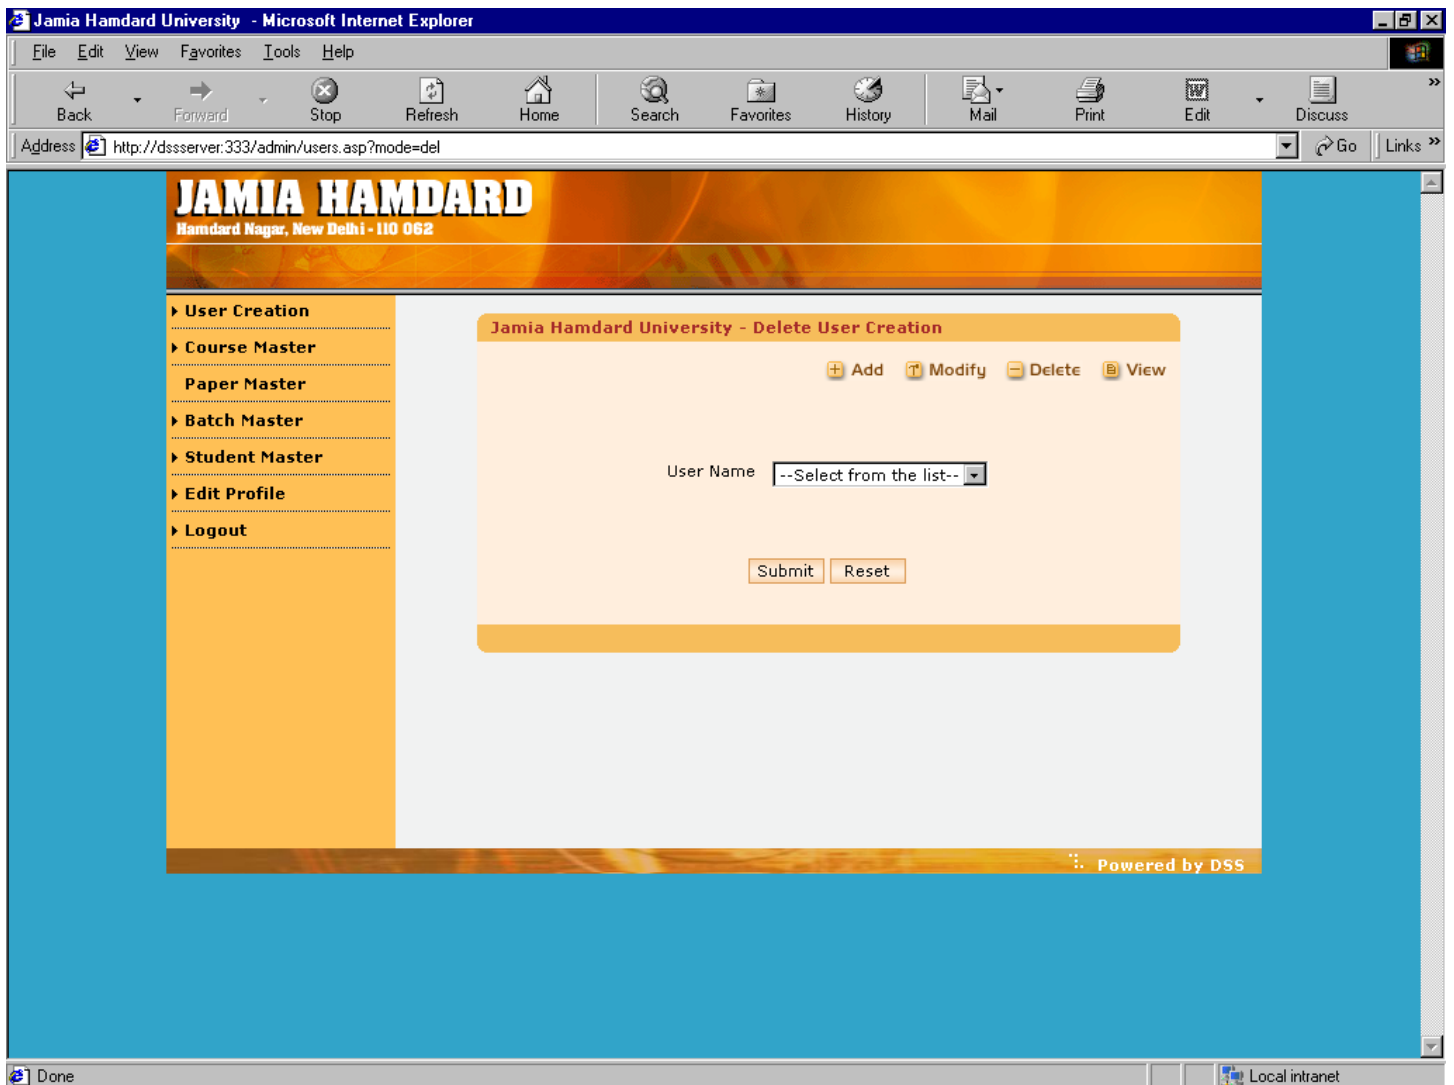 Jamia Hamdard University - Microsoft Internet Explorer
File Edit View Favorites Tools Help
Back Forward Stop Refresh Home Search Favorites History Mail Print Edit Discuss »
Address http://dssserver:333/admin/users.asp?mode=del Go Links »
JAMIA HAMDARD
Hamdard Nagar, New Delhi - 110 062
User Creation
Course Master
Paper Master
Batch Master
Student Master
Edit Profile
Logout
Jamia Hamdard University - Delete User Creation
Add Modify Delete View
User Name --Select from the list--
Submit Reset
Powered by DSS
Done Local intranet